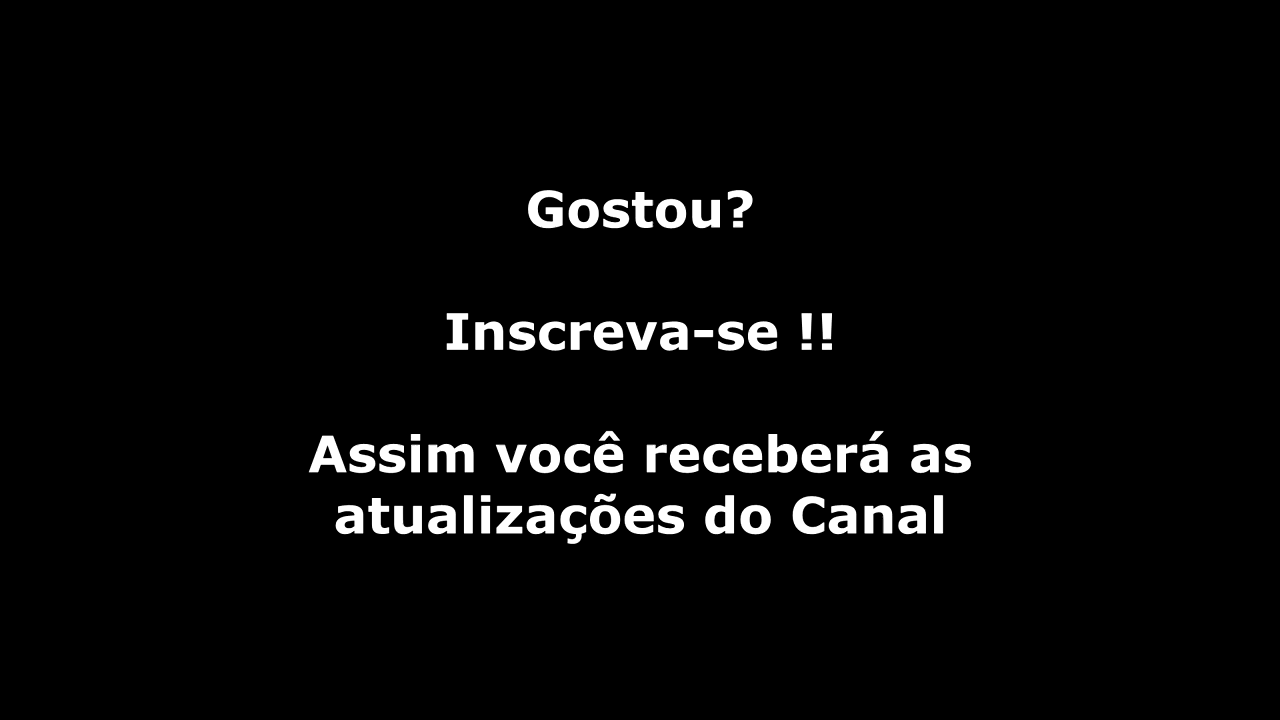 Gostou?
Inscreva-se !!
Assim você receberá as
atualizações do Canal